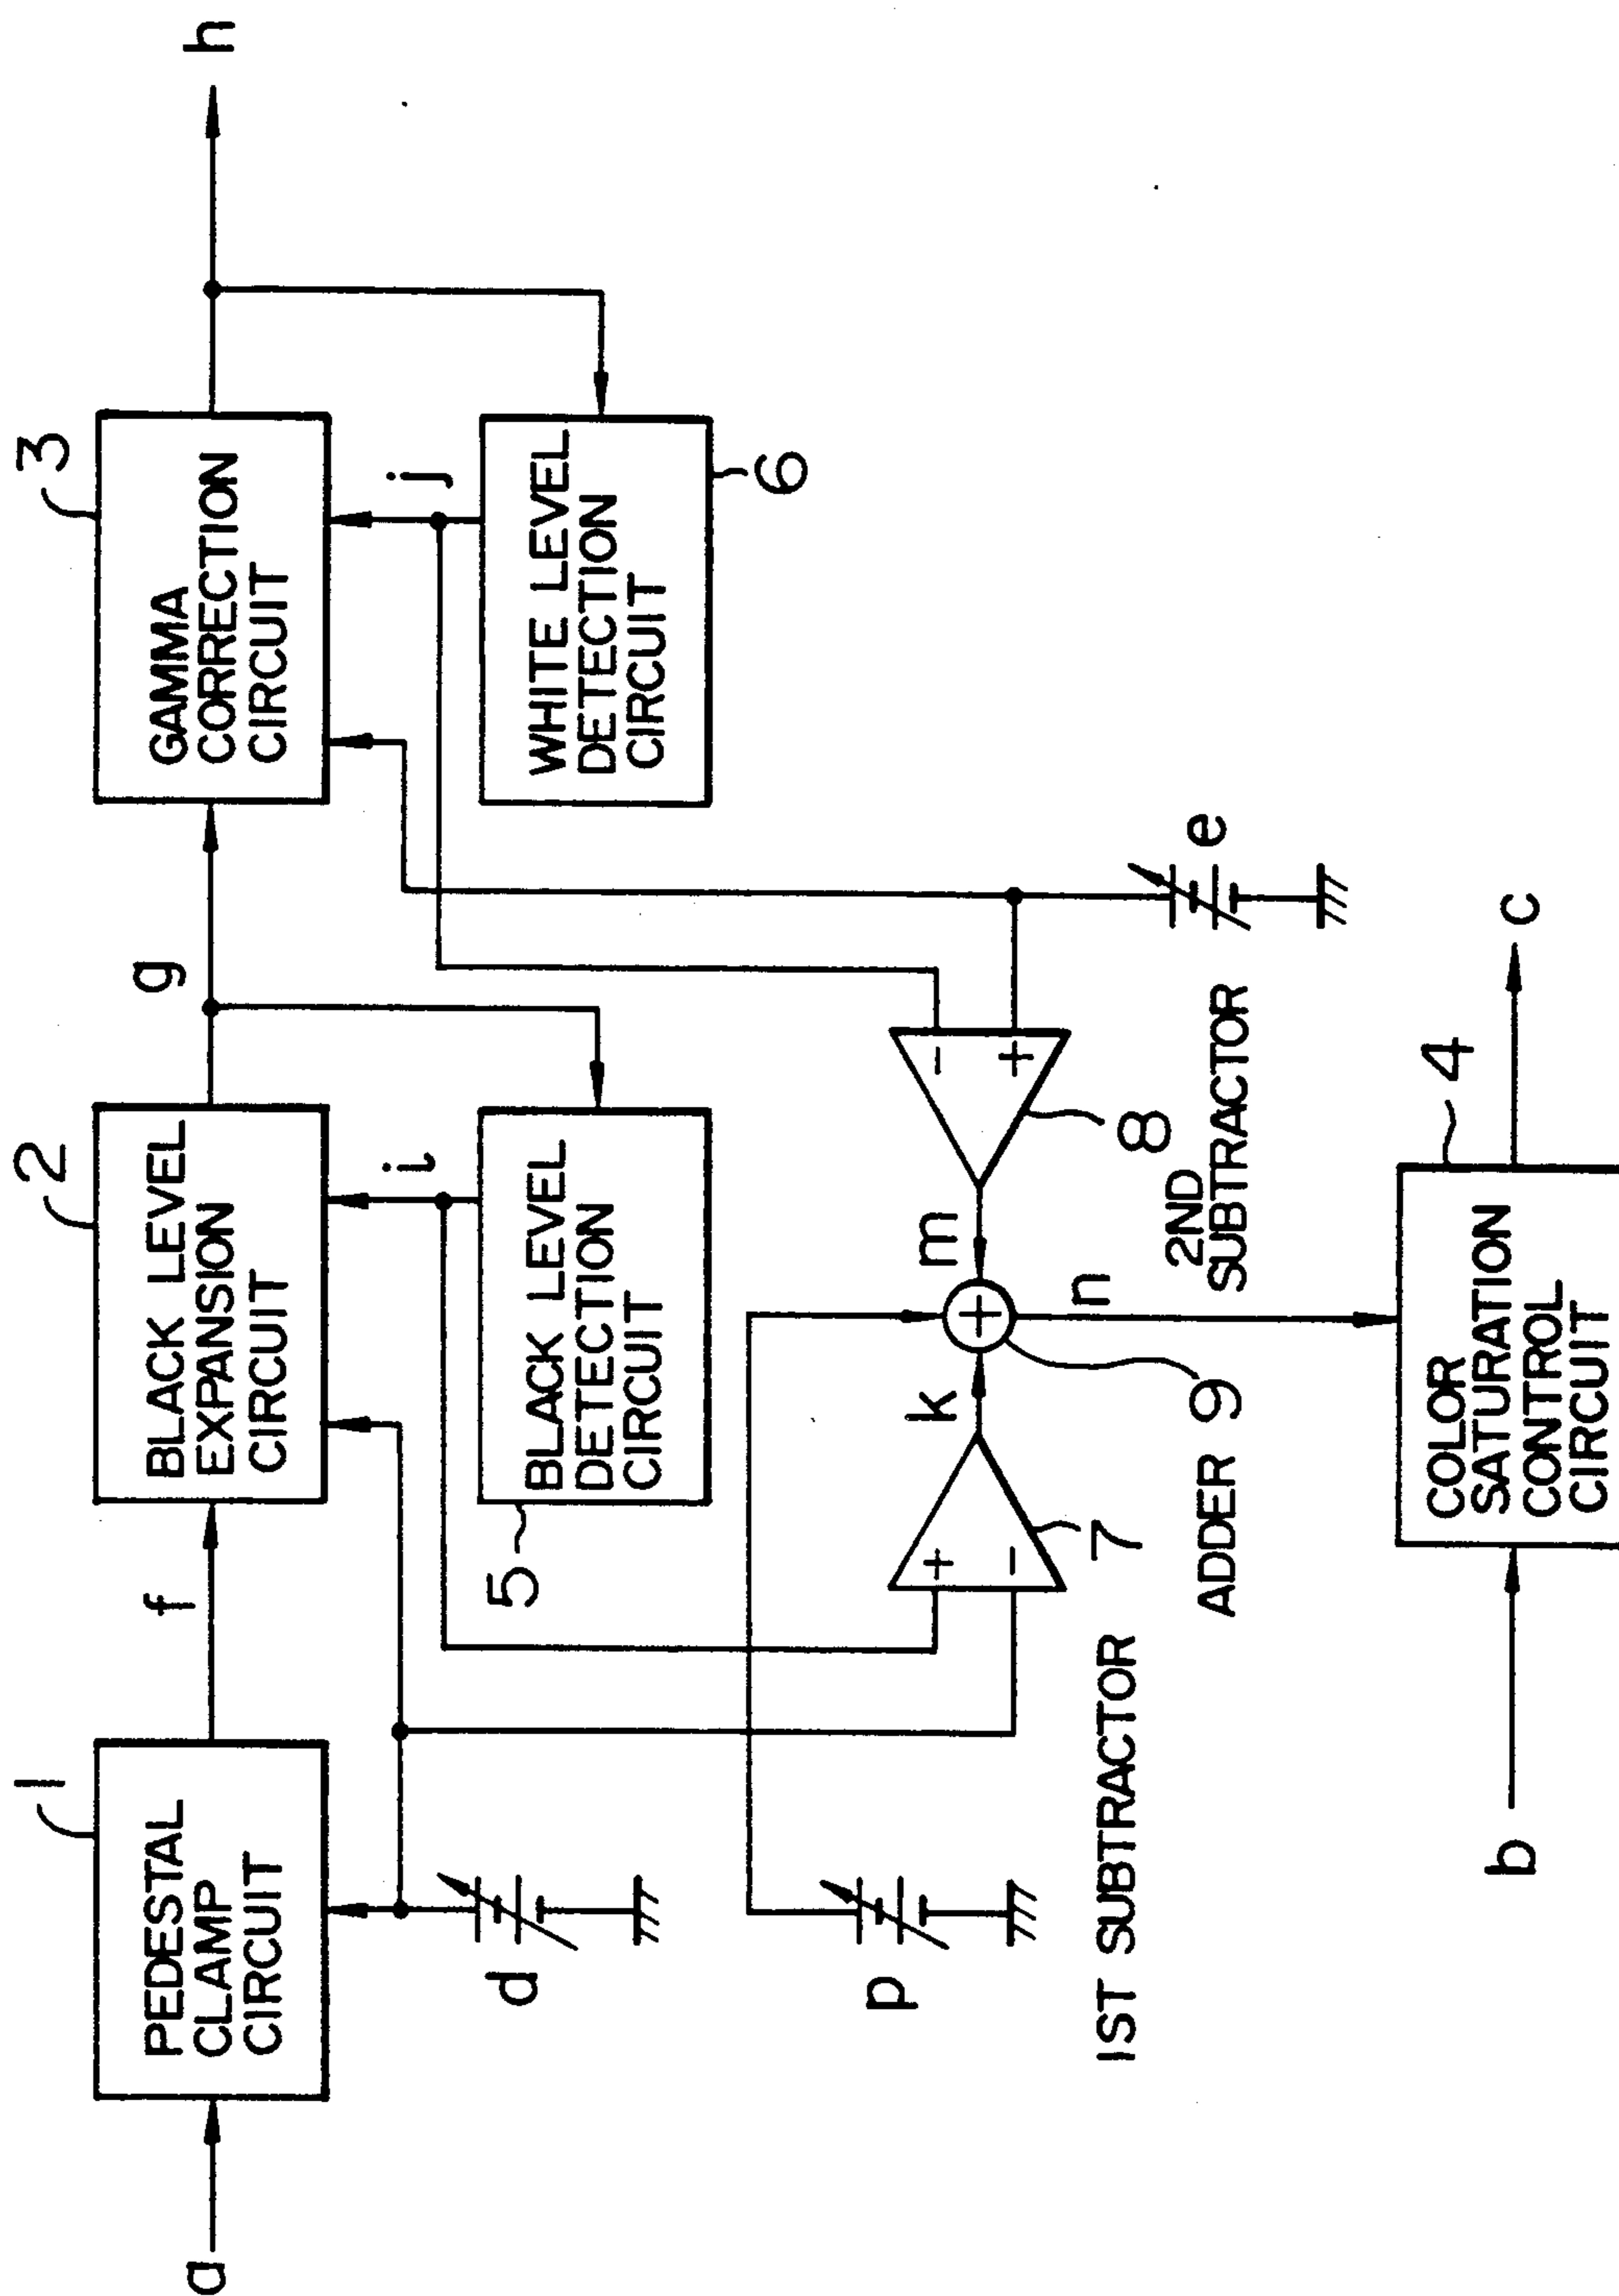 1
2
3
PEDESTAL
CLAMP
CIRCUIT
BLACK LEVEL
EXPANSION
CIRCUIT
GAMMA
CORRECTION
CIRCUIT
a
f
g
h
i
j
5
BLACK LEVEL
DETECTION
CIRCUIT
WHITE LEVEL
DETECTION
CIRCUIT
6
d
p
k
m
+
-
-
+
+
e
n
7
8
1ST SUBTRACTOR
ADDER 9
2ND
SUBTRACTOR
4
b
COLOR
SATURATION
CONTROL
CIRCUIT
c